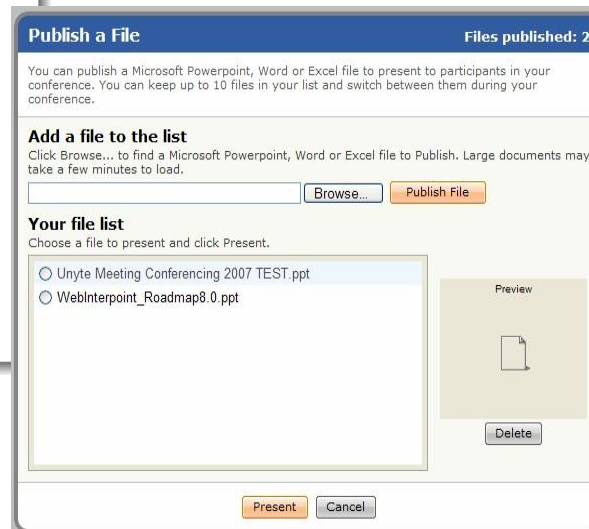 Publish a File
Files published: 2
You can publish a Microsoft Powerpoint, Word or Excel file to present to participants in your
conference. You can keep up to 10 files in your list and switch between them during your
conference.
Add a file to the list
Click Browse... to find a Microsoft Powerpoint, Word or Excel file to Publish. Large documents may
take a few minutes to load.
Browse...
Publish File
Your file list
Choose a file to present and click Present.
Unyte Meeting Conferencing 2007 TEST.ppt
WebInterpoint_Roadmap8.0.ppt
Preview
Delete
Present
Cancel